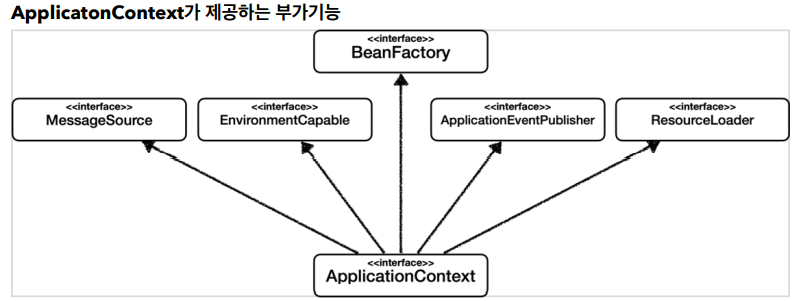 ApplicatonContext가 제공하는 부가기능
<<interface>>
BeanFactory
<<interface>>
MessageSource
<<interface>>
EnvironmentCapable
<<interface>>
ApplicationEventPublisher
<<interface>>
ResourceLoader
<<interface>>
ApplicationContext